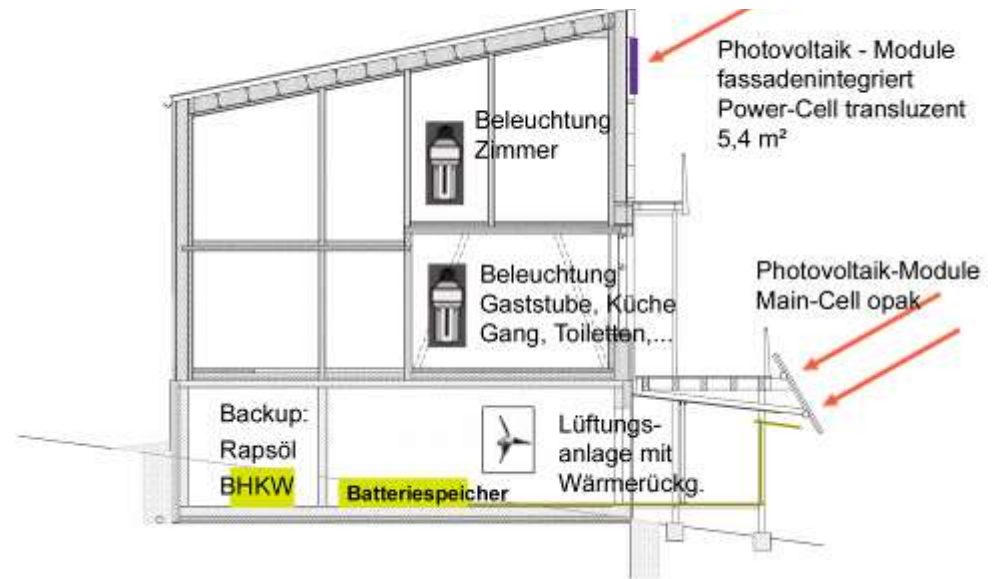 Photovoltaik - Module
fassadenintegriert
Power-Cell transluzent
5,4 m²
Beleuchtung
Zimmer
Photovoltaik-Module
Main-Cell opak
Beleuchtung
Gaststube, Küche
Gang, Toiletten,...
Backup:
Rapsöl
BHKW
Batteriespeicher
Lüftungs-
anlage mit
Wärmerückg.